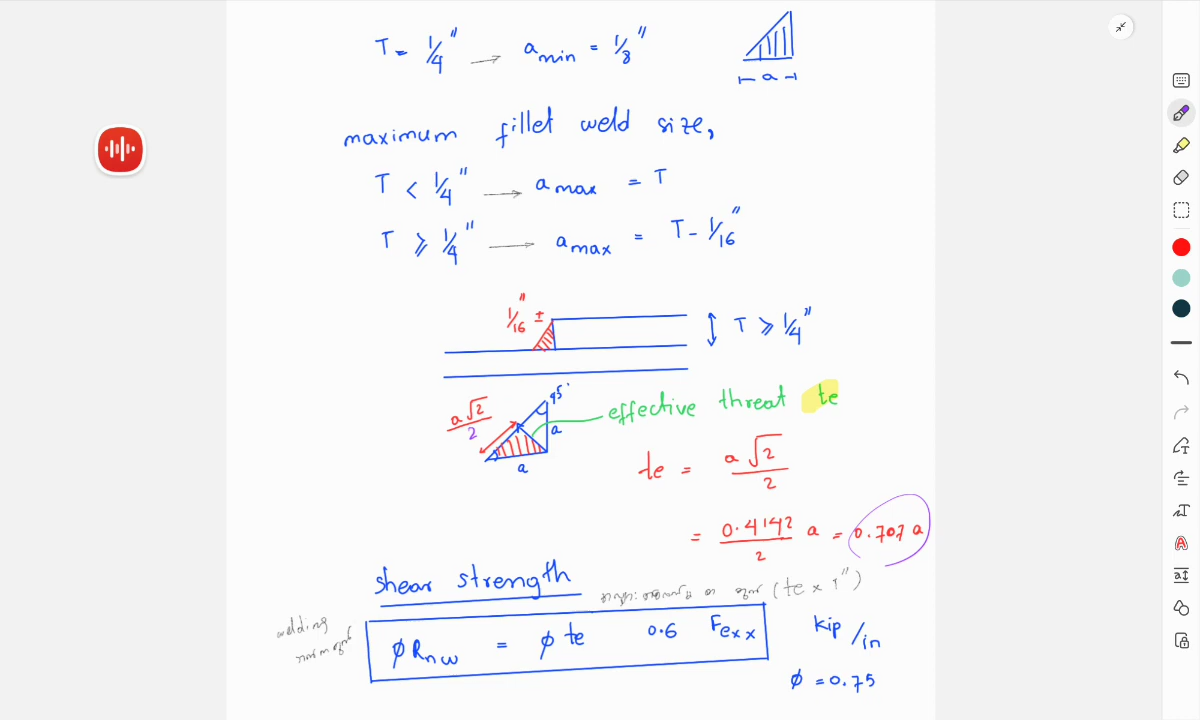 T = 1/4" → a min = 1/8"
a
maximum fillet weld size,
T < 1/4" → a max = T
T ⩾ 1/4" → a max = T - 1/16"
1/16" ±
T ⩾ 1/4"
45°
a√2/2
a
a
effective threat te
te = a√2/2
= 0.4142/2 a = 0.707 a
shear strength
(te × 1")
welding
φRnw = φ te 0.6 FExx kip/in
φ = 0.75